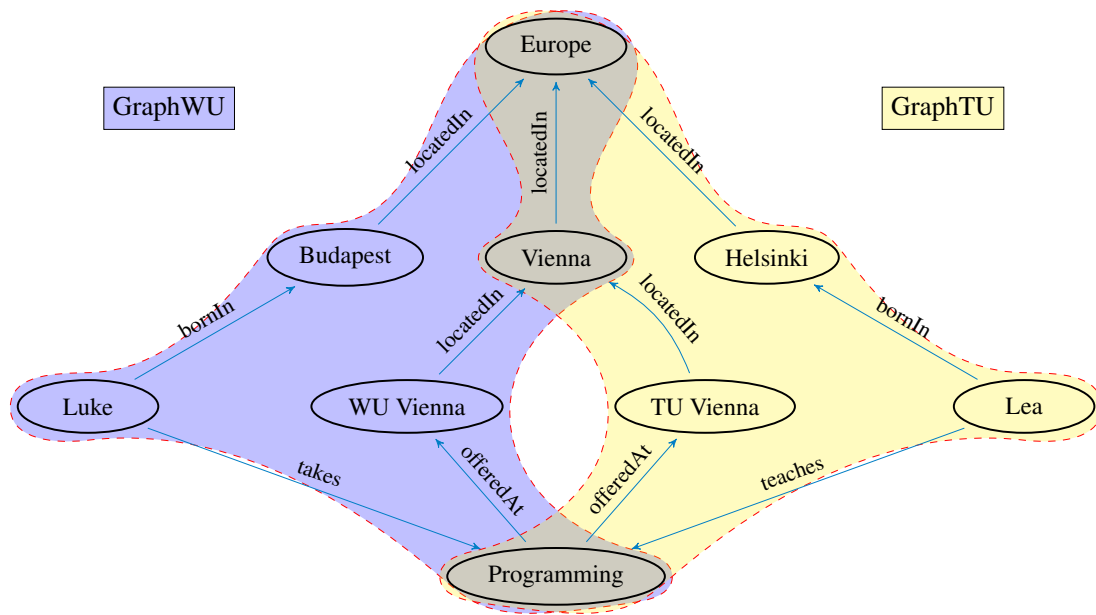 Europe
GraphWU
GraphTU
locatedIn
locatedIn
locatedIn
Budapest
Vienna
Helsinki
bornIn
locatedIn
locatedIn
bornIn
Luke
WU Vienna
TU Vienna
Lea
takes
offeredAt
offeredAt
teaches
Programming